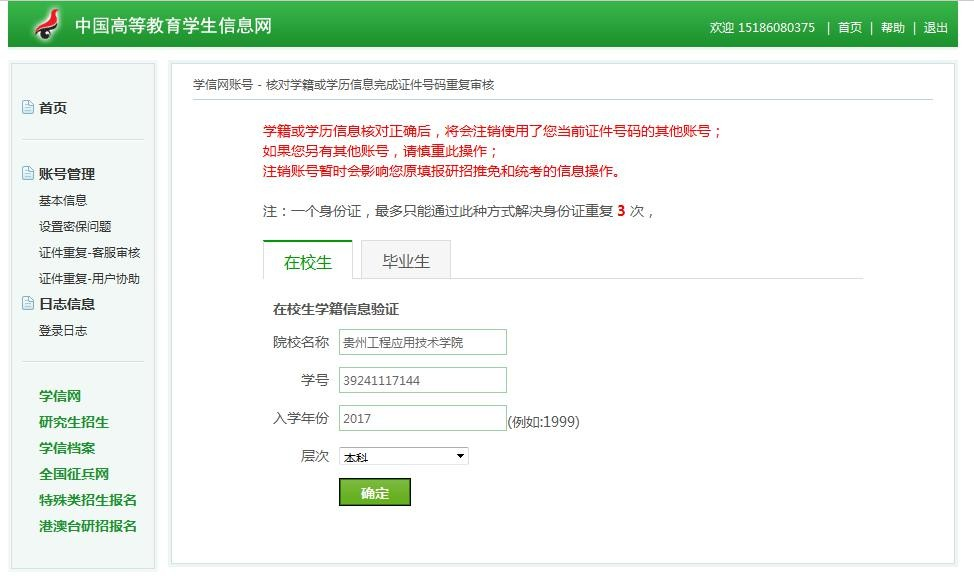 中国高等教育学生信息网
欢迎 15186080375 | 首页 | 帮助 | 退出
首页
账号管理
基本信息
设置密保问题
证件重复-客服审核
证件重复-用户协助
日志信息
登录日志
学信网
研究生招生
学信档案
全国征兵网
特殊类招生报名
港澳台研招报名
学信网账号 - 核对学籍或学历信息完成证件号码重复审核
学籍或学历信息核对正确后，将会注销使用了您当前证件号码的其他账号；
如果您另有其他账号，请慎重此操作；
注销账号暂时会影响您原填报研招推免和统考的信息操作。
注：一个身份证，最多只能通过此种方式解决身份证重复 3 次，
在校生 毕业生
在校生学籍信息验证
院校名称 贵州工程应用技术学院
学号 39241117144
入学年份 2017 (例如:1999)
层次 本科
确定